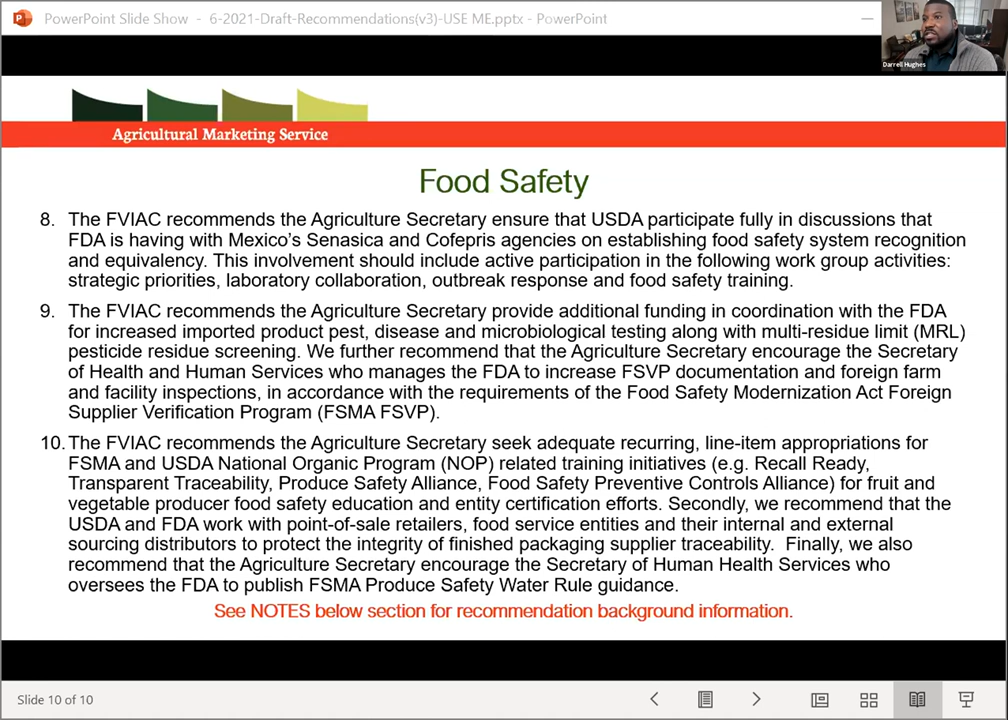 PowerPoint Slide Show - 6-2021-Draft-Recommendations(v3)-USE ME.pptx - PowerPoint
Darrell Hughes
Agricultural Marketing Service
Food Safety
8. The FVIAC recommends the Agriculture Secretary ensure that USDA participate fully in discussions that
FDA is having with Mexico's Senasica and Cofepris agencies on establishing food safety system recognition
and equivalency. This involvement should include active participation in the following work group activities:
strategic priorities, laboratory collaboration, outbreak response and food safety training.
9. The FVIAC recommends the Agriculture Secretary provide additional funding in coordination with the FDA
for increased imported product pest, disease and microbiological testing along with multi-residue limit (MRL)
pesticide residue screening. We further recommend that the Agriculture Secretary encourage the Secretary
of Health and Human Services who manages the FDA to increase FSVP documentation and foreign farm
and facility inspections, in accordance with the requirements of the Food Safety Modernization Act Foreign
Supplier Verification Program (FSMA FSVP).
10. The FVIAC recommends the Agriculture Secretary seek adequate recurring, line-item appropriations for
FSMA and USDA National Organic Program (NOP) related training initiatives (e.g. Recall Ready,
Transparent Traceability, Produce Safety Alliance, Food Safety Preventive Controls Alliance) for fruit and
vegetable producer food safety education and entity certification efforts. Secondly, we recommend that the
USDA and FDA work with point-of-sale retailers, food service entities and their internal and external
sourcing distributors to protect the integrity of finished packaging supplier traceability. Finally, we also
recommend that the Agriculture Secretary encourage the Secretary of Human Health Services who
oversees the FDA to publish FSMA Produce Safety Water Rule guidance.
See NOTES below section for recommendation background information.
Slide 10 of 10